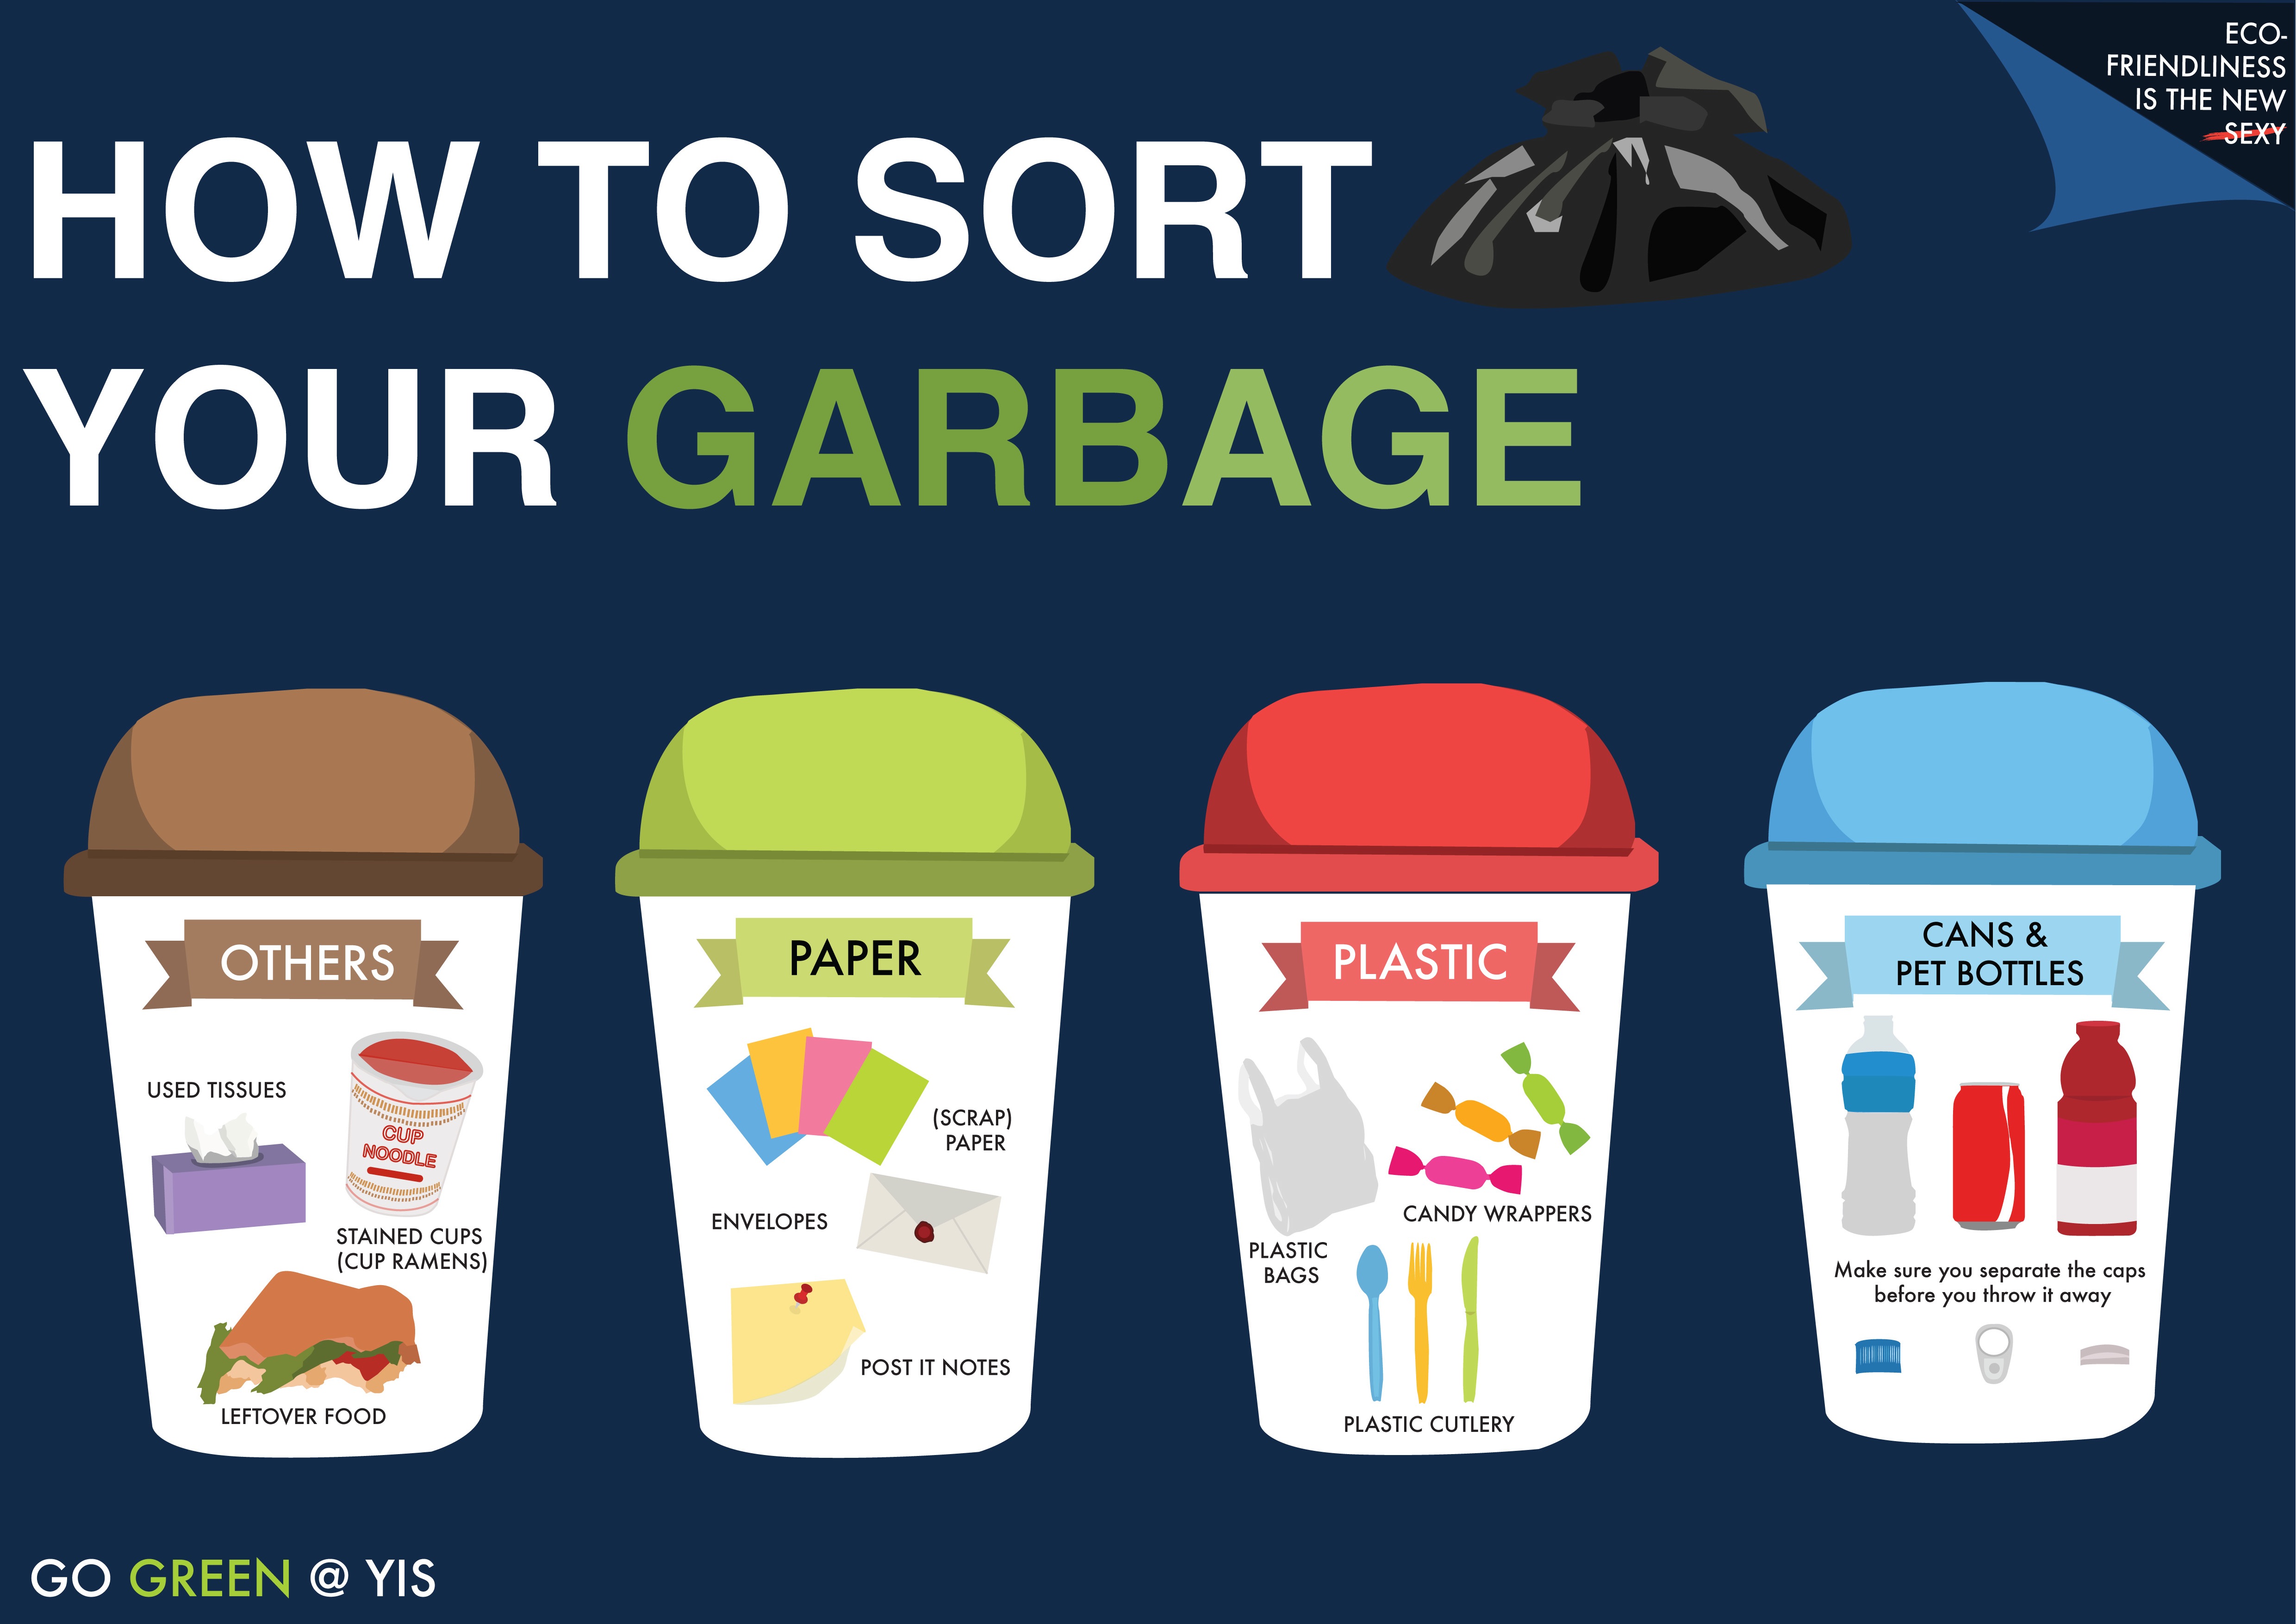 ECO-
FRIENDLINESS
IS THE NEW
SEXY
HOW TO SORT
YOUR GARBAGE
OTHERS
USED TISSUES
CUP
NOODLE
STAINED CUPS
(CUP RAMENS)
LEFTOVER FOOD
PAPER
(SCRAP)
PAPER
ENVELOPES
POST IT NOTES
PLASTIC
CANDY WRAPPERS
PLASTIC
BAGS
PLASTIC CUTLERY
CANS &
PET BOTTLES
Make sure you separate the caps
before you throw it away
GO GREEN @ YIS